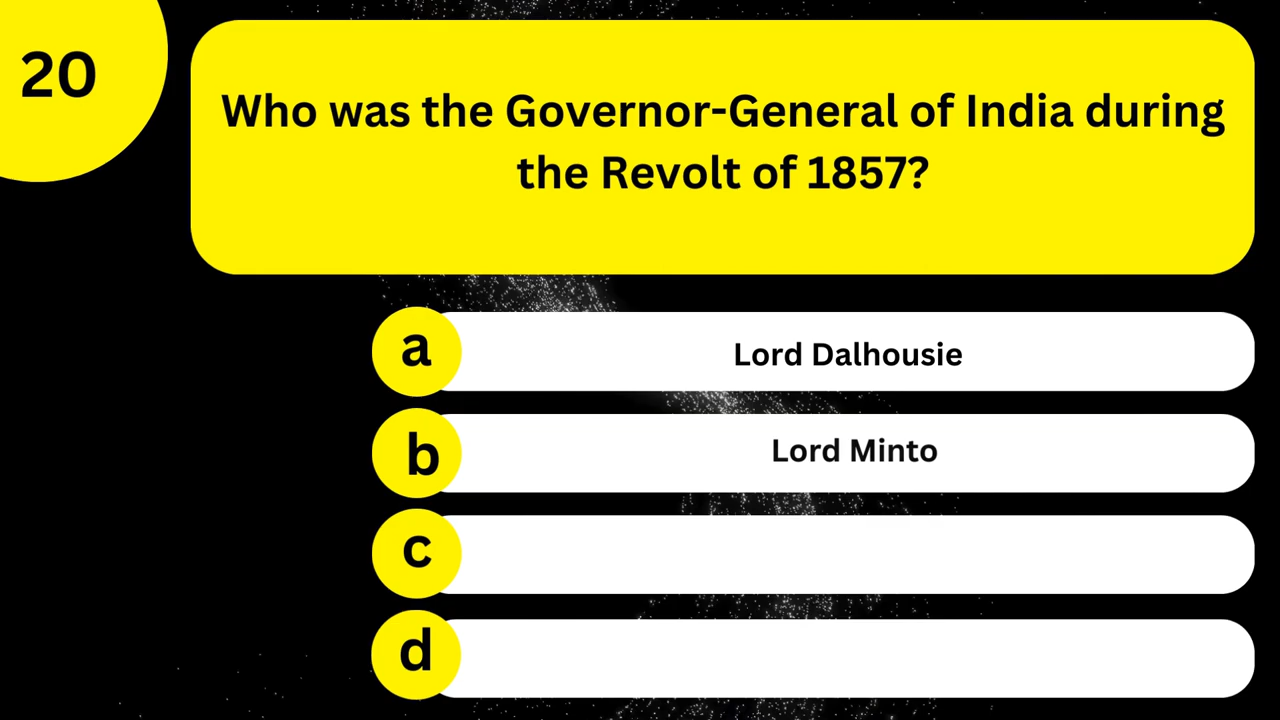 20
Who was the Governor-General of India during
the Revolt of 1857?
a
Lord Dalhousie
b
Lord Minto
c
d